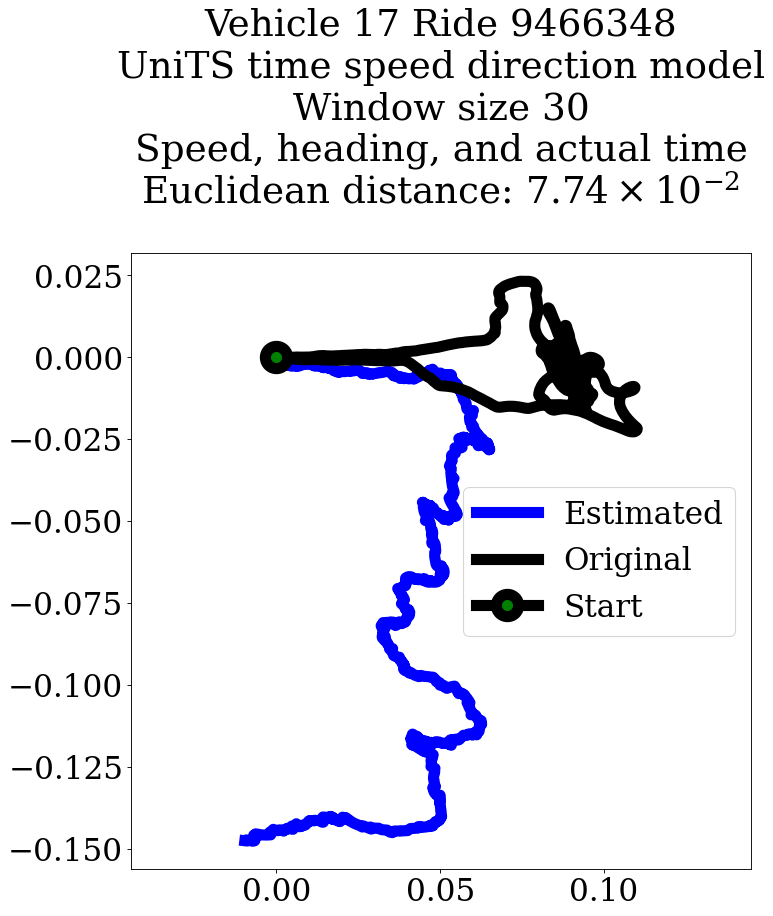 Vehicle 17 Ride 9466348
UniTS time speed direction model
Window size 30
Speed, heading, and actual time
Euclidean distance: 7.74 × 10⁻²
0.025
0.000
−0.025
−0.050
−0.075
−0.100
−0.125
−0.150
Estimated
Original
Start
0.00 0.05 0.10